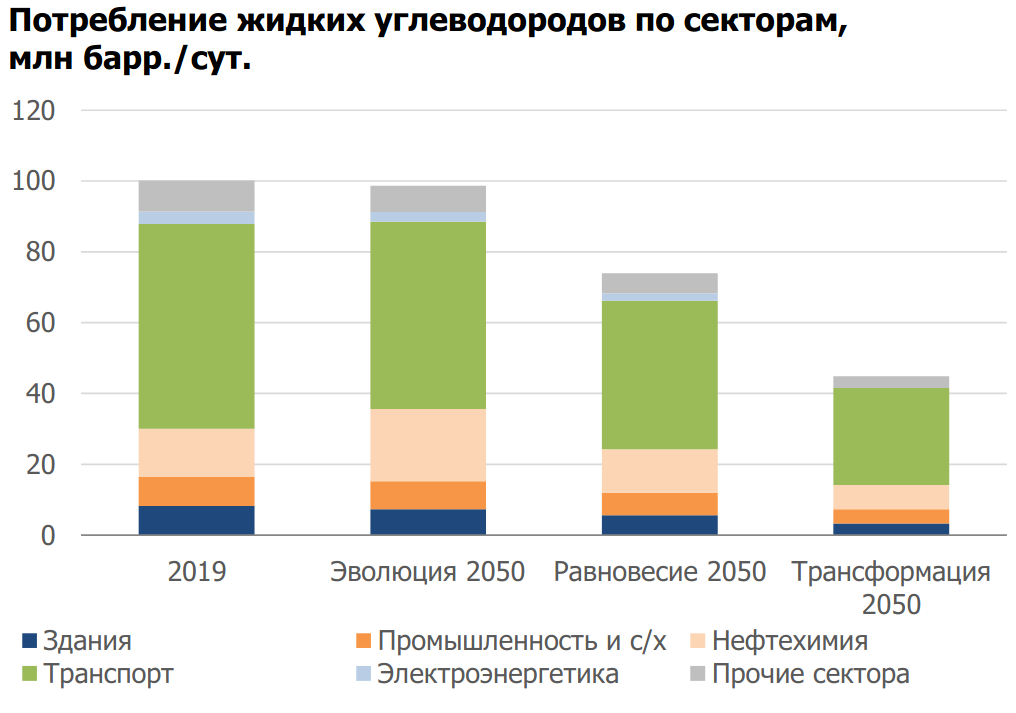 Потребление жидких углеводородов по секторам,
млн барр./сут.
120
100
80
60
40
20
0
2019
Эволюция 2050
Равновесие 2050
Трансформация
2050
Здания
Промышленность и с/х
Нефтехимия
Транспорт
Электроэнергетика
Прочие сектора